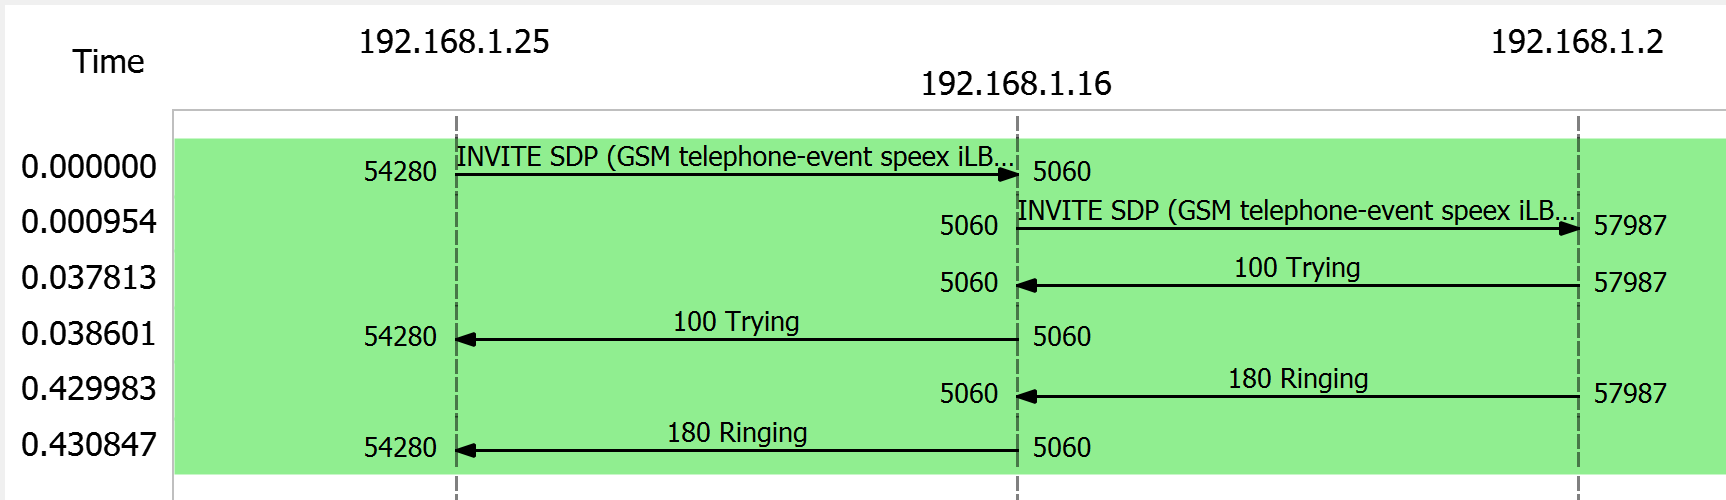 Time 192.168.1.25 192.168.1.2
192.168.1.16
0.000000 54280 INVITE SDP (GSM telephone-event speex iLB... 5060
0.000954 5060 INVITE SDP (GSM telephone-event speex iLB... 57987
0.037813 5060 100 Trying 57987
0.038601 54280 100 Trying 5060
0.429983 5060 180 Ringing 57987
0.430847 54280 180 Ringing 5060